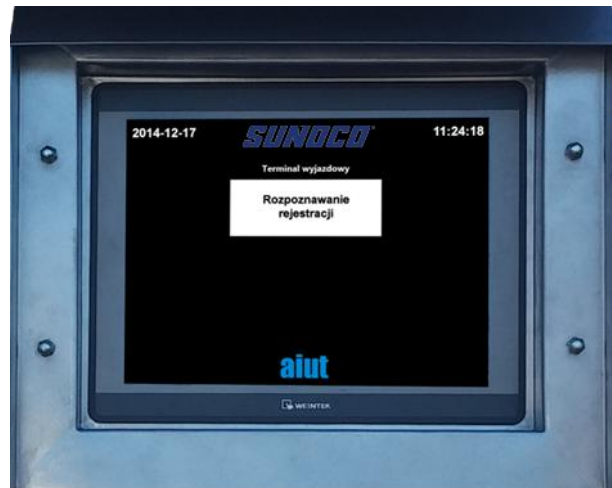 2014-12-17 SUNOCO 11:24:18
Terminal wyjazdowy
Rozpoznawanie
rejestracji
aiut
WEINTEK